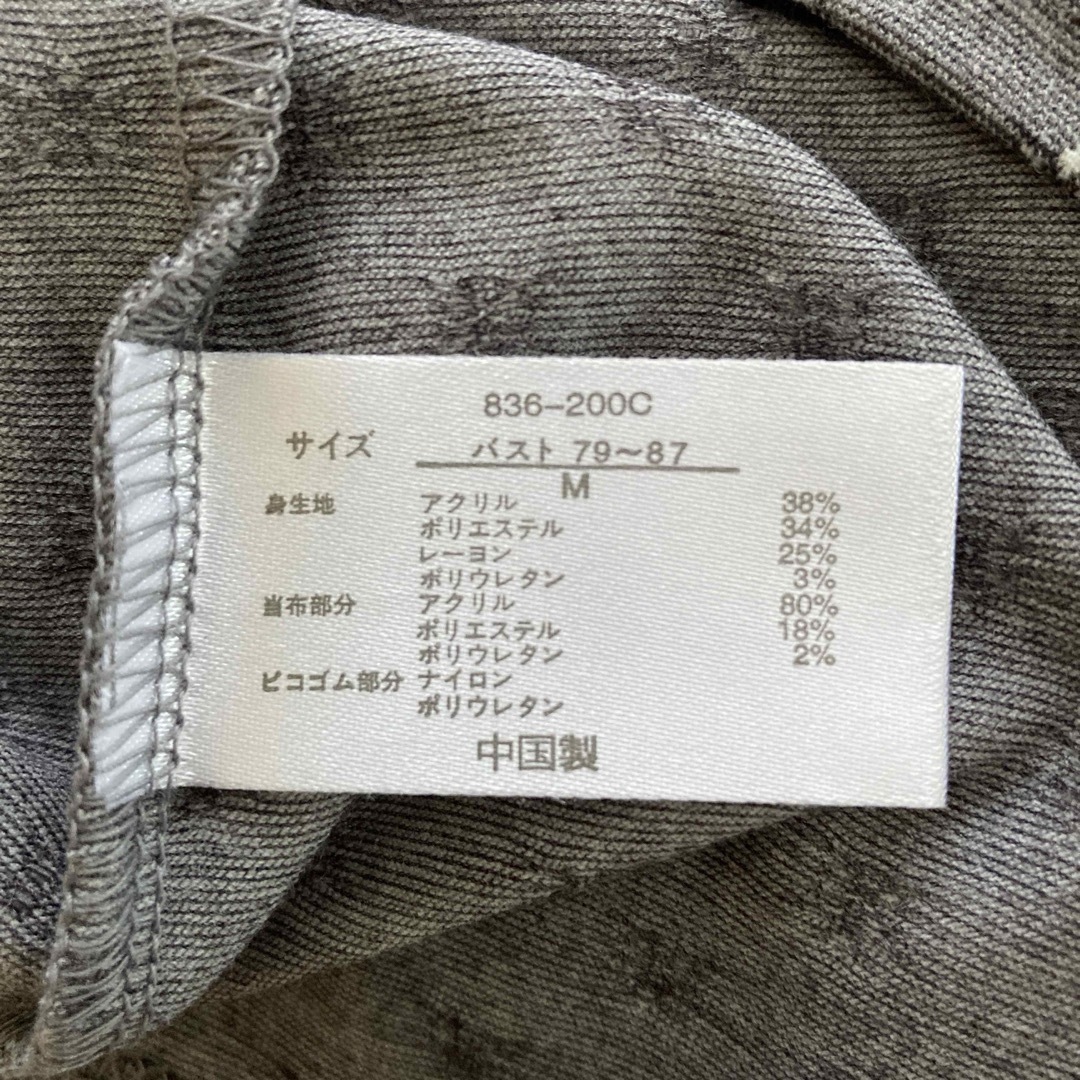 836-200C
サイズ バスト 79～87
M
身生地 アクリル 38%
ポリエステル 34%
レーヨン 25%
ポリウレタン 3%
当布部分 アクリル 80%
ポリエステル 18%
ポリウレタン 2%
ピコゴム部分 ナイロン
ポリウレタン
中国製